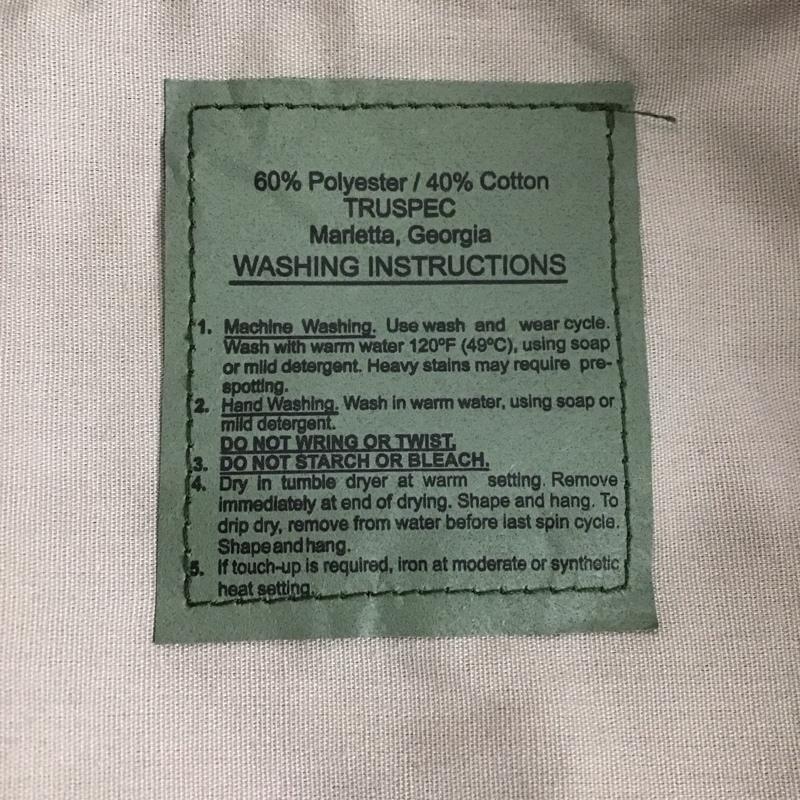 60% Polyester / 40% Cotton
TRUSPEC
Marietta, Georgia
WASHING INSTRUCTIONS
1. Machine Washing. Use wash and wear cycle.
Wash with warm water 120ºF (49ºC), using soap
or mild detergent. Heavy stains may require pre-
spotting.
2. Hand Washing. Wash in warm water, using soap or
mild detergent.
DO NOT WRING OR TWIST.
3. DO NOT STARCH OR BLEACH.
4. Dry in tumble dryer at warm setting. Remove
immediately at end of drying. Shape and hang. To
drip dry, remove from water before last spin cycle.
Shape and hang.
5. If touch-up is required, iron at moderate or synthetic
heat setting.